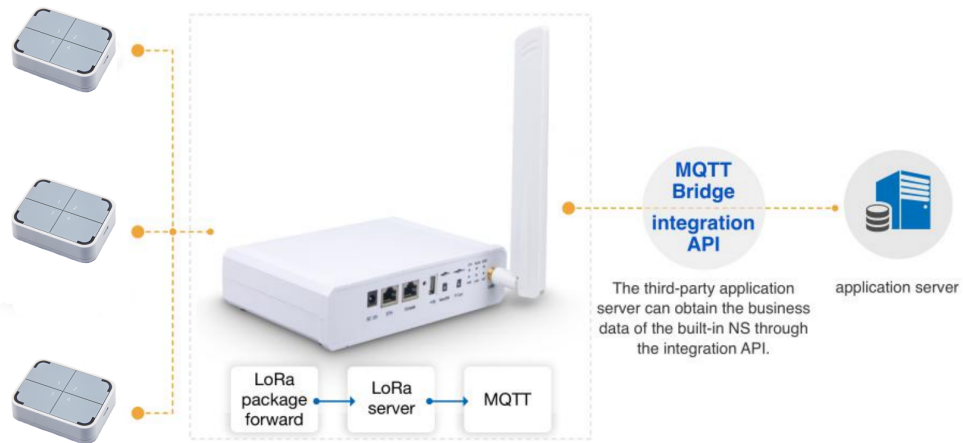 MQTT
Bridge
integration
API
The third-party application
server can obtain the business
data of the built-in NS through
the integration API.
application server
LoRa
package
forward
LoRa
server
MQTT